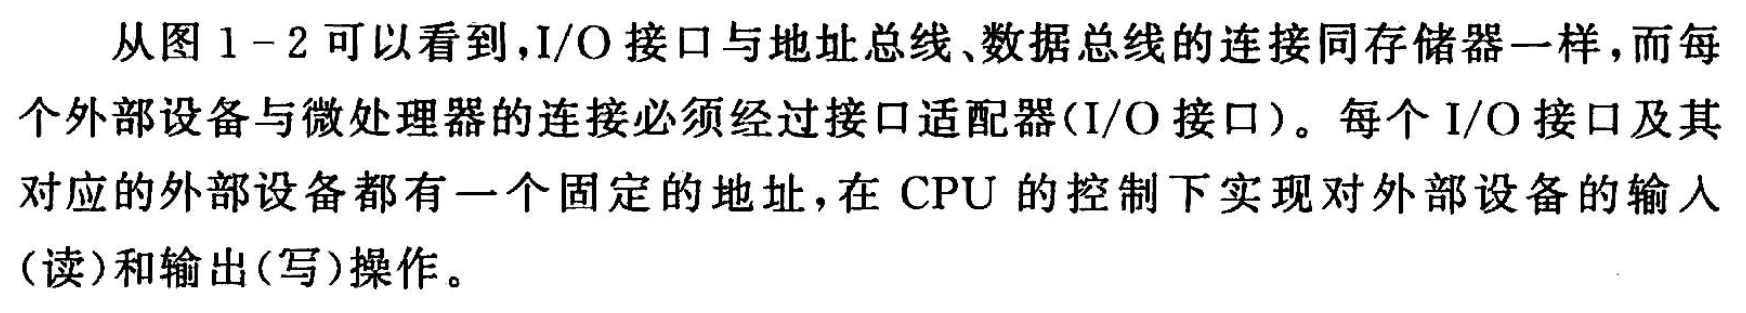 从图 1-2 可以看到,I/O 接口与地址总线、数据总线的连接同存储器一样,而每
个外部设备与微处理器的连接必须经过接口适配器(I/O 接口)。每个 I/O 接口及其
对应的外部设备都有一个固定的地址,在 CPU 的控制下实现对外部设备的输入
(读)和输出(写)操作。